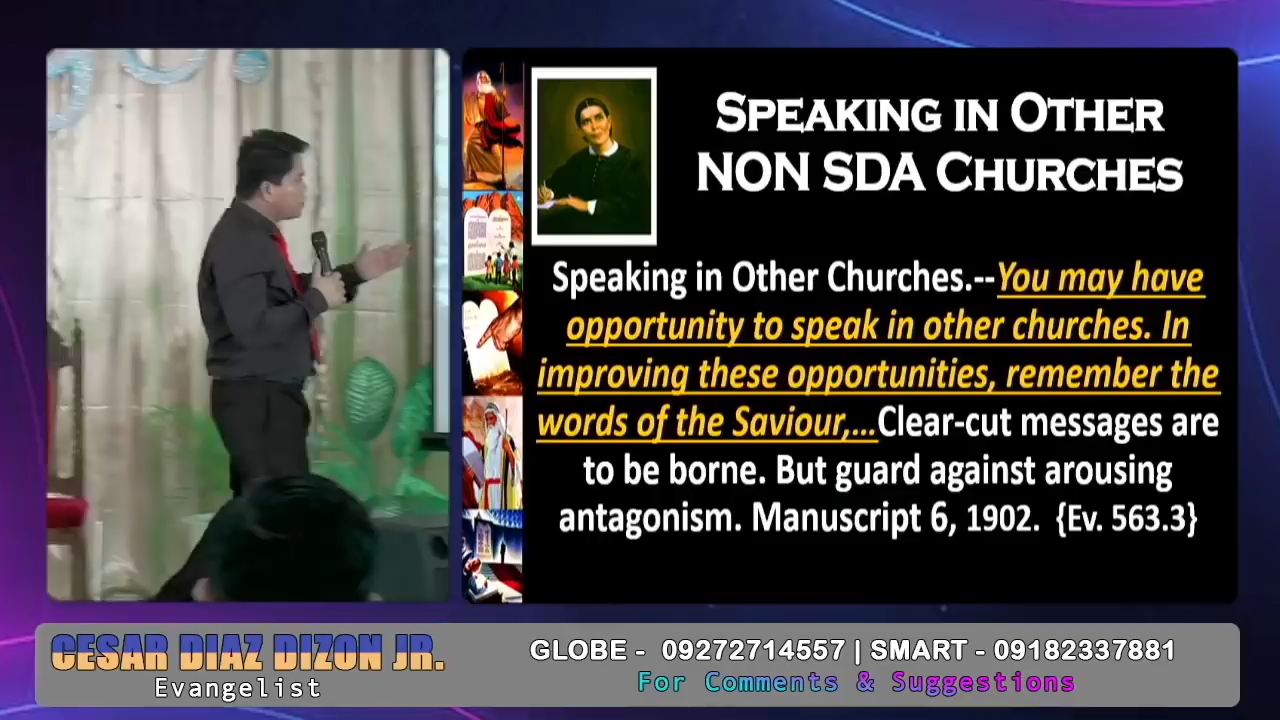 SPEAKING IN OTHER
NON SDA CHURCHES
Speaking in Other Churches.--You may have
opportunity to speak in other churches. In
improving these opportunities, remember the
words of the Saviour,...Clear-cut messages are
to be borne. But guard against arousing
antagonism. Manuscript 6, 1902. {Ev. 563.3}
CESAR DIAZ DIZON JR.
Evangelist
GLOBE - 09272714557 | SMART - 09182337881
For Comments & Suggestions